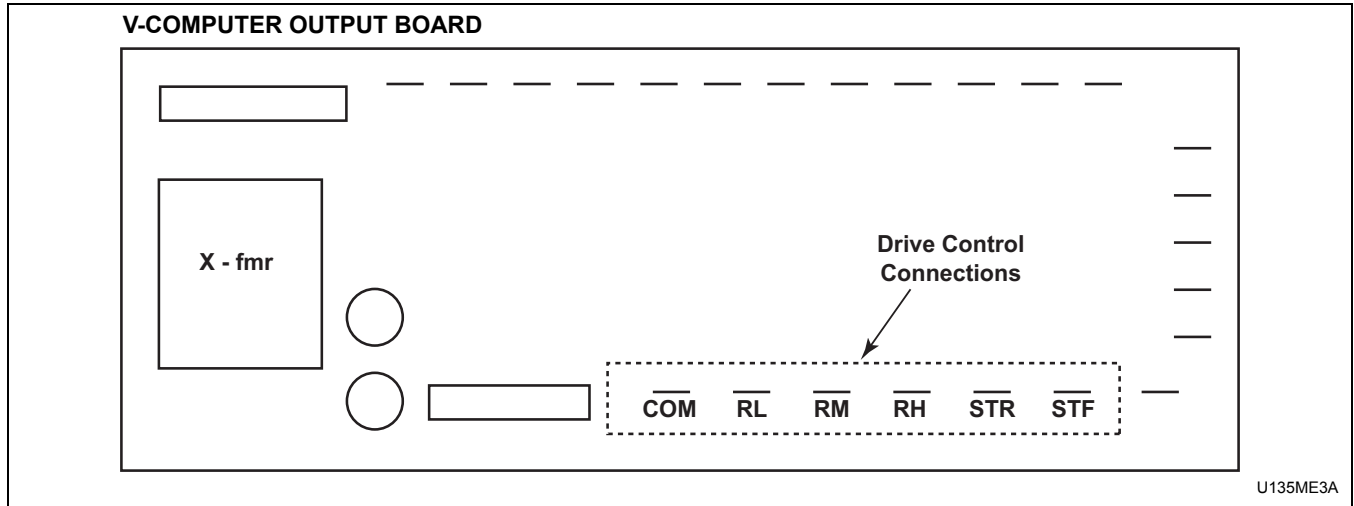 V-COMPUTER OUTPUT BOARD
X - fmr
Drive Control
Connections
COM RL RM RH STR STF
U135ME3A